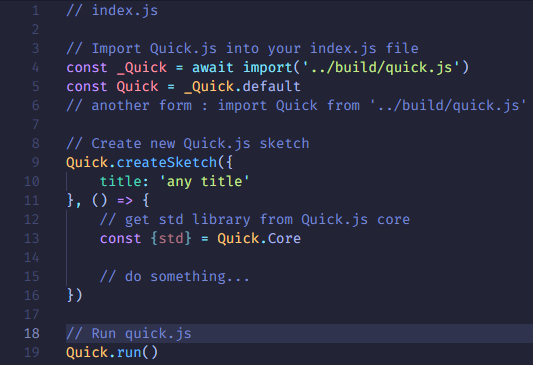 1 // index.js
2
3 // Import Quick.js into your index.js file
4 const _Quick = await import('../build/quick.js')
5 const Quick = _Quick.default
6 // another form : import Quick from '../build/quick.js'
7
8 // Create new Quick.js sketch
9 Quick.createSketch({
10     title: 'any title'
11 }, () => {
12     // get std library from Quick.js core
13     const {std} = Quick.Core
14
15     // do something...
16 })
17
18 // Run quick.js
19 Quick.run()